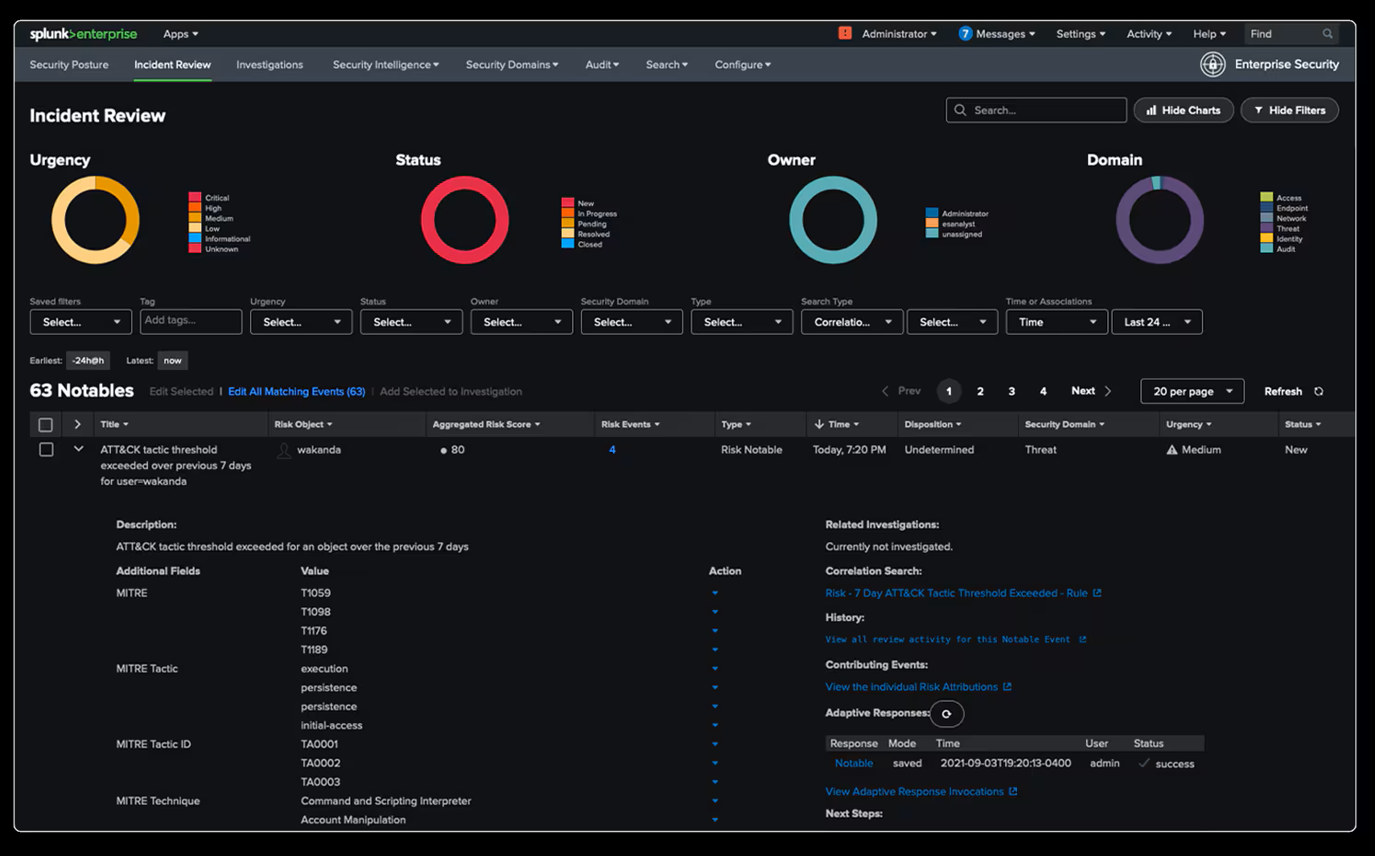 splunk>enterprise Apps Administrator 7 Messages Settings Activity Help Find
Security Posture Incident Review Investigations Security Intelligence Security Domains Audit Search Configure Enterprise Security
Incident Review Search... Hide Charts Hide Filters
Urgency Status Owner Domain
Critical
High
Medium
Low
Informational
Unknown
New
In Progress
Pending
Resolved
Closed
Administrator
esanalyst
unassigned
Access
Endpoint
Network
Threat
Identity
Audit
Saved filters Tag Urgency Status Owner Security Domain Type Search Type Time or Associations
Select... Add tags... Select... Select... Select... Select... Select... Correlatio... Select... Time Last 24 ...
Earliest: -24h@h Latest: now
63 Notables Edit Selected | Edit All Matching Events (63) | Add Selected to Investigation < Prev 1 2 3 4 Next > 20 per page Refresh
Title Risk Object Aggregated Risk Score Risk Events Type Time Disposition Security Domain Urgency Status
ATT&CK tactic threshold wakanda 80 4 Risk Notable Today, 7:20 PM Undetermined Threat Medium New
exceeded over previous 7 days
for user=wakanda
Description:
ATT&CK tactic threshold exceeded for an object over the previous 7 days
Additional Fields Value Action
MITRE T1059
T1098
T1176
T1189
MITRE Tactic execution
persistence
persistence
initial-access
MITRE Tactic ID TA0001
TA0002
TA0003
MITRE Technique Command and Scripting Interpreter
Account Manipulation
Related Investigations:
Currently not investigated.
Correlation Search:
Risk - 7 Day ATT&CK Tactic Threshold Exceeded - Rule
History:
View all review activity for this Notable Event
Contributing Events:
View the Individual Risk Attributions
Adaptive Responses:
Response Mode Time User Status
Notable saved 2021-09-03T19:20:13-0400 admin success
View Adaptive Response Invocations
Next Steps: